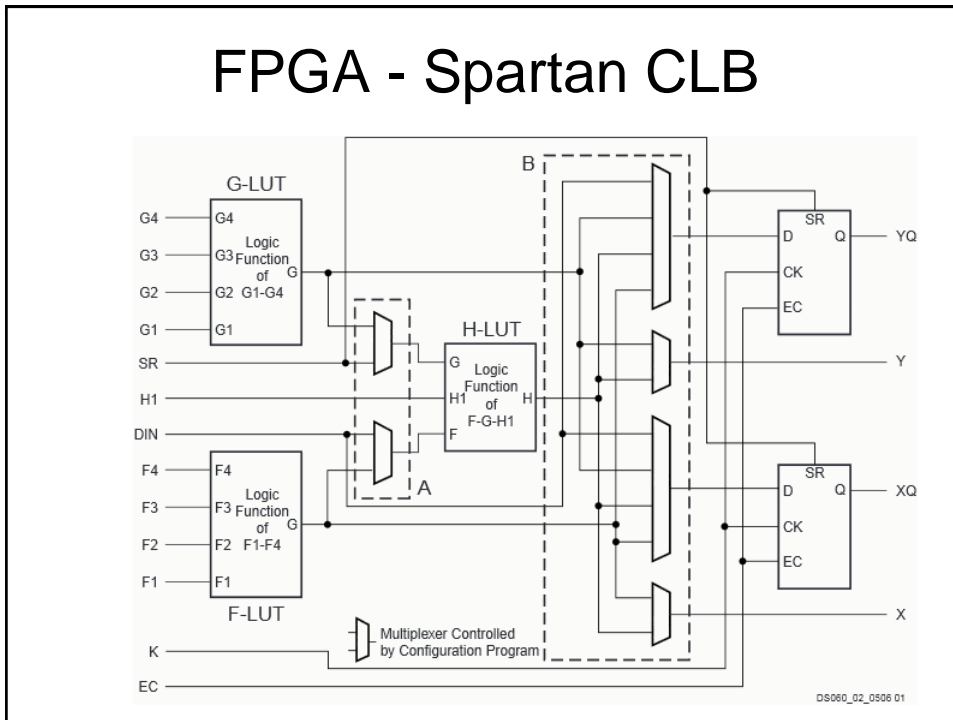 FPGA - Spartan CLB
B
G-LUT
G4
G3
G2
G1
G4
G3
G2
G1
Logic
Function
of
G1-G4
G
SR
H1
DIN
H-LUT
G
H1
F
Logic
Function
of
F-G-H1
H
A
F4
F3
F2
F1
F4
F3
F2
F1
Logic
Function
of
F1-F4
G
F-LUT
SR
D
Q
CK
EC
YQ
Y
SR
D
Q
CK
EC
XQ
X
Multiplexer Controlled
by Configuration Program
K
EC
DS060_02_0506 01